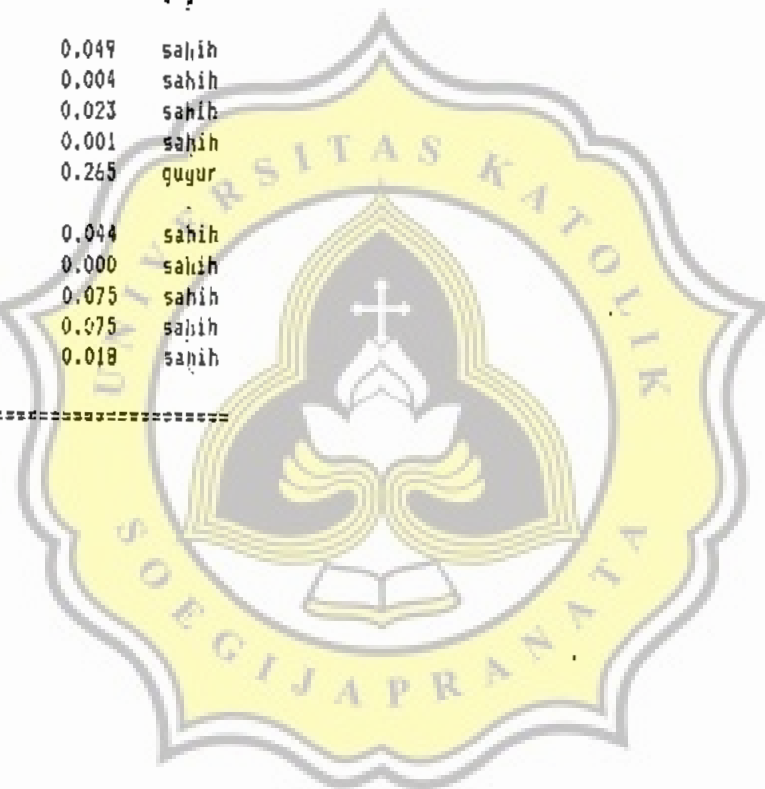 0.049 sahih
0.004 sahih
0.023 sahih
0.001 sahih
0.265 gugur
0.044 sahih
0.000 sahih
0.075 sahih
0.075 sahih
0.018 sahih
==================
UNIVERSITAS KATOLIK
SOEGIJAPRANATA